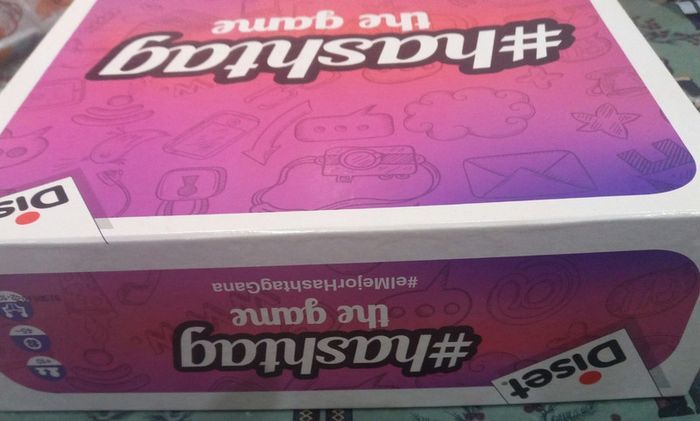 #hashtag
the game
Diset
#hashtag
the game
#elMejorHashtagGana
Diset